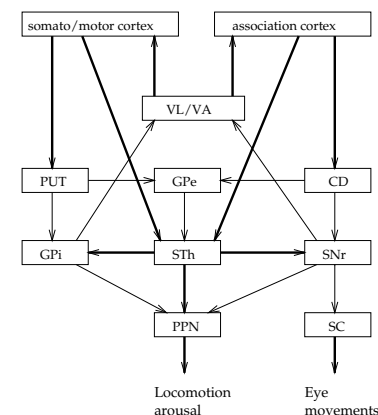 somato/motor cortex
association cortex
VL/VA
PUT
GPe
CD
GPi
STh
SNr
PPN
SC
Locomotion
arousal
Eye
movements